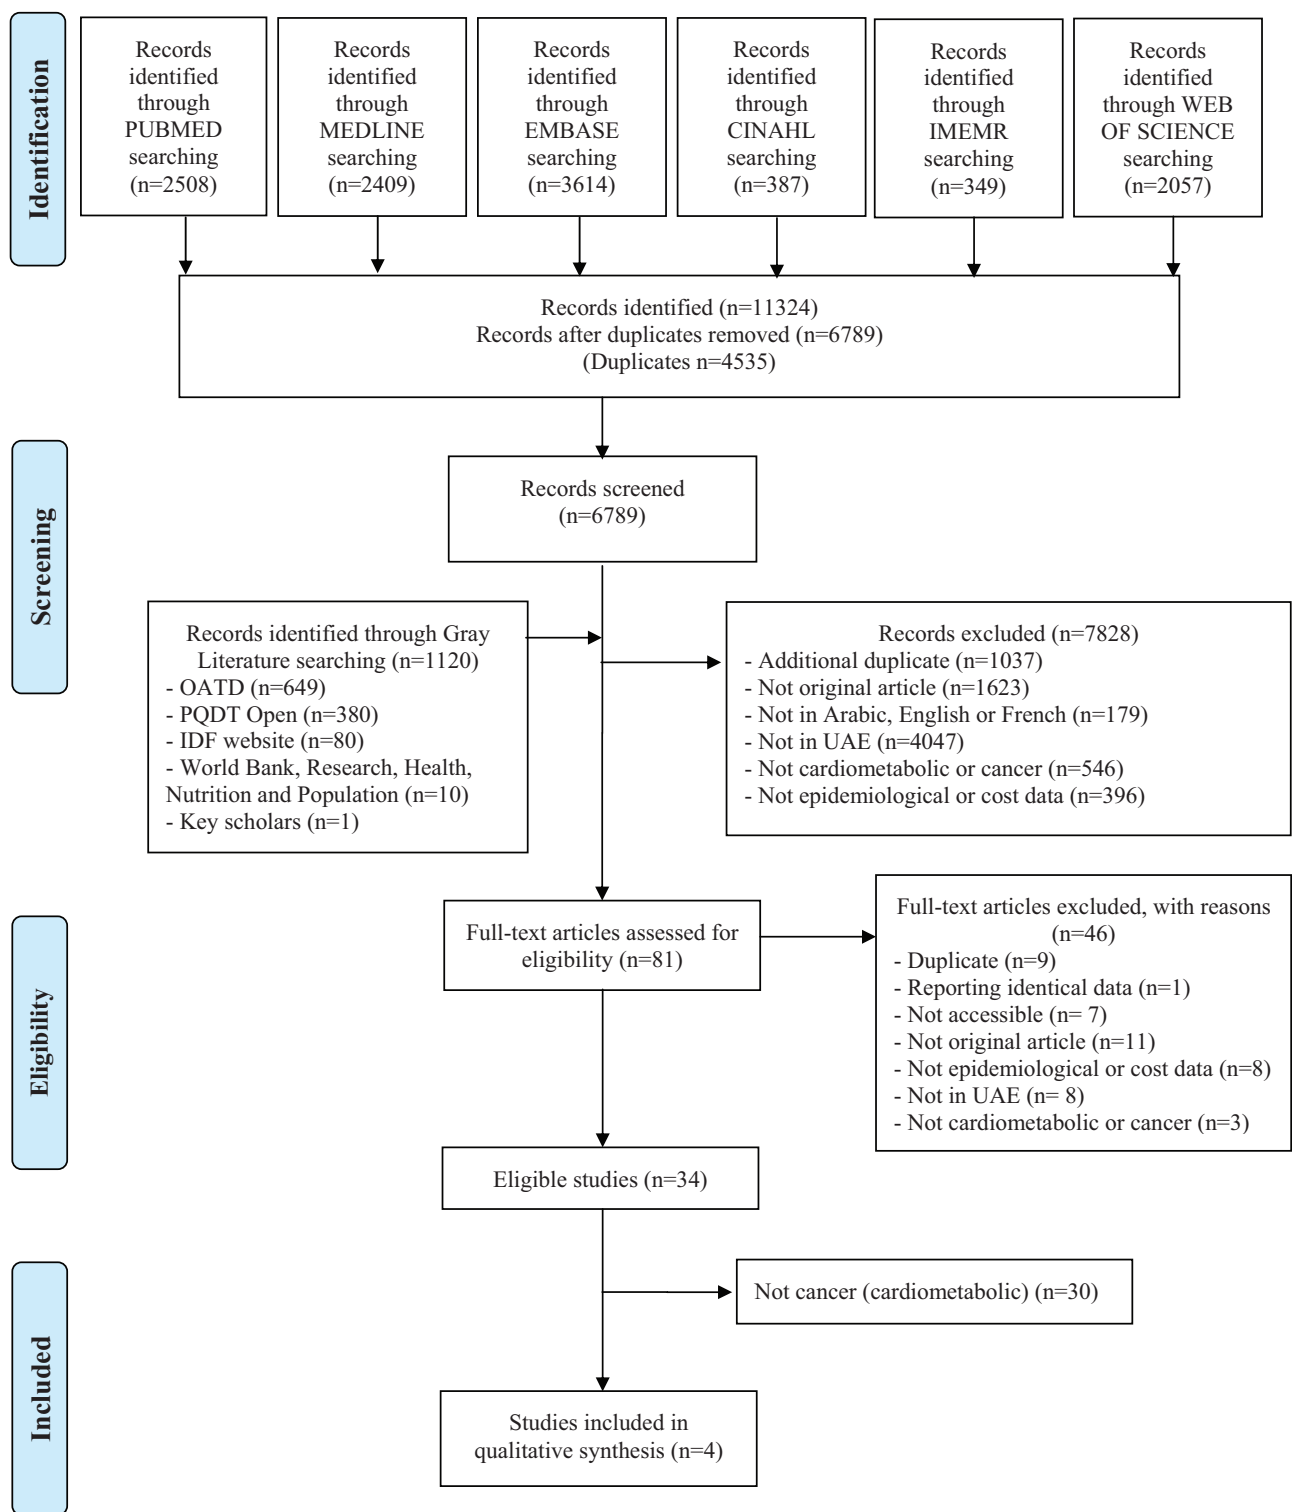 Identification
Records
identified
through
PUBMED
searching
(n=2508)
Records
identified
through
MEDLINE
searching
(n=2409)
Records
identified
through
EMBASE
searching
(n=3614)
Records
identified
through
CINAHL
searching
(n=387)
Records
identified
through
IMEMR
searching
(n=349)
Records
identified
through WEB
OF SCIENCE
searching
(n=2057)
Records identified (n=11324)
Records after duplicates removed (n=6789)
(Duplicates n=4535)
Screening
Records screened
(n=6789)
Records identified through Gray
Literature searching (n=1120)
- OATD (n=649)
- PQDT Open (n=380)
- IDF website (n=80)
- World Bank, Research, Health,
Nutrition and Population (n=10)
- Key scholars (n=1)
Records excluded (n=7828)
- Additional duplicate (n=1037)
- Not original article (n=1623)
- Not in Arabic, English or French (n=179)
- Not in UAE (n=4047)
- Not cardiometabolic or cancer (n=546)
- Not epidemiological or cost data (n=396)
Eligibility
Full-text articles assessed for
eligibility (n=81)
Full-text articles excluded, with reasons
(n=46)
- Duplicate (n=9)
- Reporting identical data (n=1)
- Not accessible (n= 7)
- Not original article (n=11)
- Not epidemiological or cost data (n=8)
- Not in UAE (n= 8)
- Not cardiometabolic or cancer (n=3)
Eligible studies (n=34)
Included
Not cancer (cardiometabolic) (n=30)
Studies included in
qualitative synthesis (n=4)